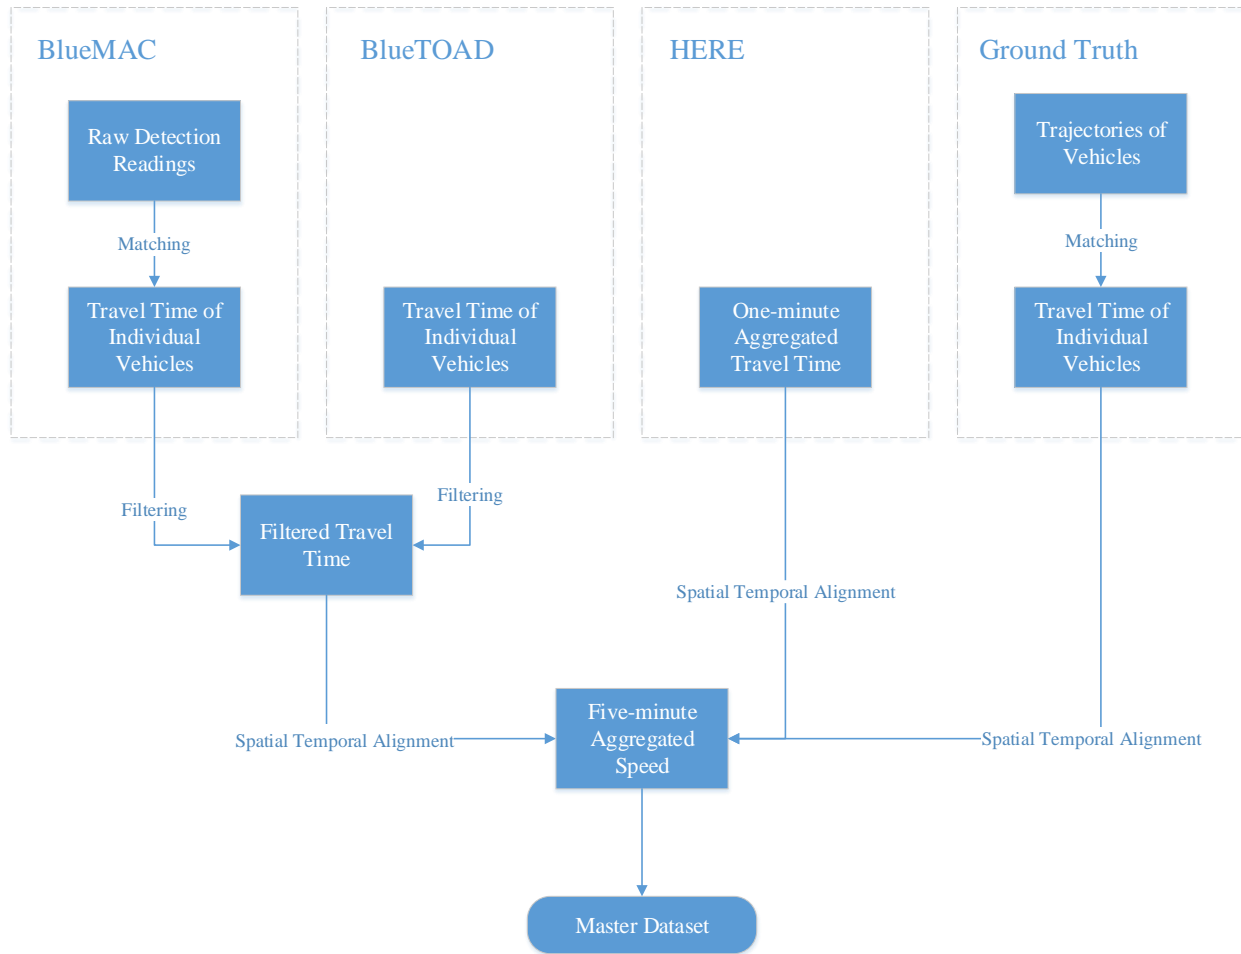 BlueMAC
BlueTOAD
HERE
Ground Truth
Raw Detection
Readings
Trajectories of
Vehicles
Matching
Matching
Travel Time of
Individual
Vehicles
Travel Time of
Individual
Vehicles
One-minute
Aggregated
Travel Time
Travel Time of
Individual
Vehicles
Filtering
Filtering
Filtered Travel
Time
Spatial Temporal Alignment
Spatial Temporal Alignment
Five-minute
Aggregated
Speed
Spatial Temporal Alignment
Master Dataset